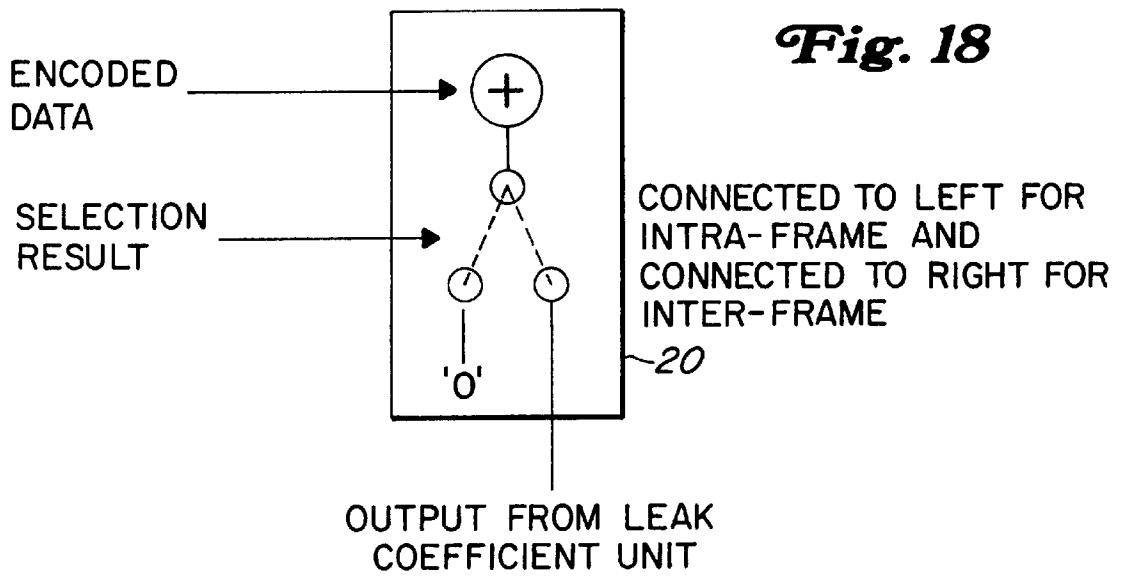 Fig. 18
ENCODED
DATA
+
SELECTION
RESULT
CONNECTED TO LEFT FOR
INTRA-FRAME AND
CONNECTED TO RIGHT FOR
INTER-FRAME
20
'0'
OUTPUT FROM LEAK
COEFFICIENT UNIT